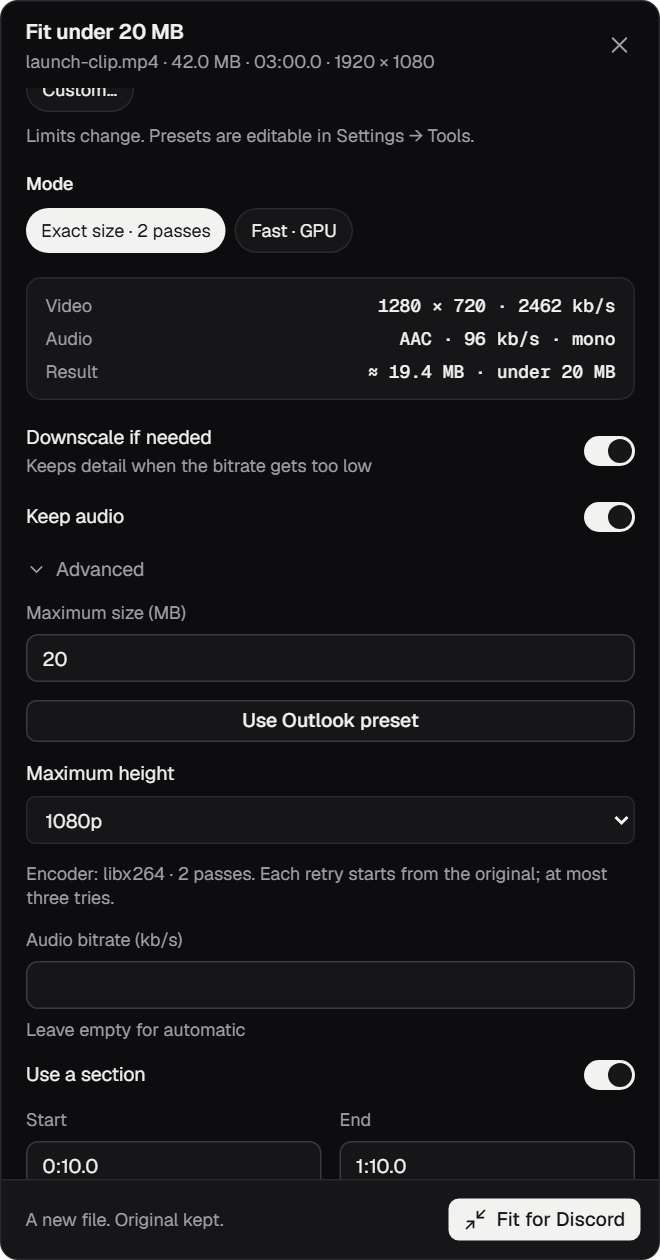 Fit under 20 MB
launch-clip.mp4 · 42.0 MB · 03:00.0 · 1920 × 1080
Custom...
Limits change. Presets are editable in Settings → Tools.
Mode
Exact size · 2 passes
Fast · GPU
Video 1280 × 720 · 2462 kb/s
Audio AAC · 96 kb/s · mono
Result ≈ 19.4 MB · under 20 MB
Downscale if needed
Keeps detail when the bitrate gets too low
Keep audio
Advanced
Maximum size (MB)
20
Use Outlook preset
Maximum height
1080p
Encoder: libx264 · 2 passes. Each retry starts from the original; at most
three tries.
Audio bitrate (kb/s)
Leave empty for automatic
Use a section
Start End
0:10.0 1:10.0
A new file. Original kept.
Fit for Discord